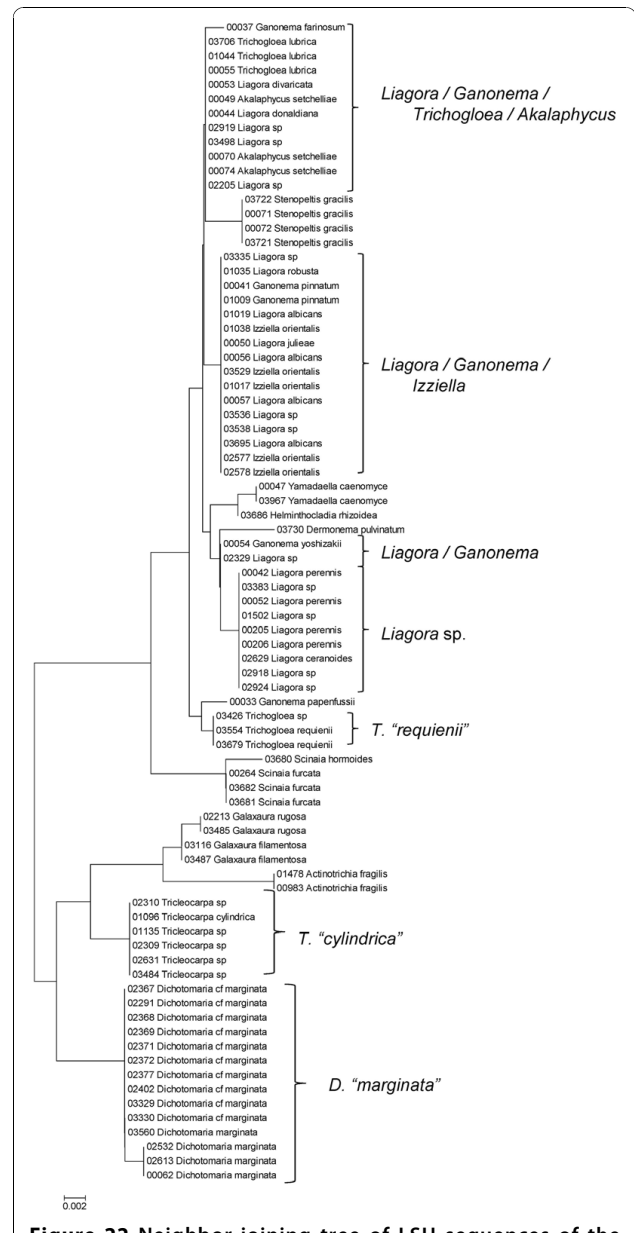 00037 Ganonema farinosum
03706 Trichogloea lubrica
01044 Trichogloea lubrica
00055 Trichogloea lubrica
00053 Liagora divaricata
00049 Akalaphycus setchelliae
00044 Liagora donaldiana
02919 Liagora sp
03498 Liagora sp
00070 Akalaphycus setchelliae
00074 Akalaphycus setchelliae
02205 Liagora sp
Liagora / Ganonema /
Trichogloea / Akalaphycus
03722 Stenopeltis gracilis
00071 Stenopeltis gracilis
00072 Stenopeltis gracilis
03721 Stenopeltis gracilis
03335 Liagora sp
01035 Liagora robusta
00041 Ganonema pinnatum
01009 Ganonema pinnatum
01019 Liagora albicans
01038 Izziella orientalis
00050 Liagora julieae
00056 Liagora albicans
03529 Izziella orientalis
01017 Izziella orientalis
00057 Liagora albicans
03536 Liagora sp
03538 Liagora sp
03695 Liagora albicans
02577 Izziella orientalis
02578 Izziella orientalis
Liagora / Ganonema /
Izziella
00047 Yamadaella caenomyce
03967 Yamadaella caenomyce
03686 Helminthocladia rhizoidea
03730 Dermonema pulvinatum
00054 Ganonema yoshizakii
02329 Liagora sp
Liagora / Ganonema
00042 Liagora perennis
03383 Liagora sp
00052 Liagora perennis
01502 Liagora sp
00205 Liagora perennis
00206 Liagora perennis
02629 Liagora ceranoides
02918 Liagora sp
02924 Liagora sp
Liagora sp.
00033 Ganonema papenfussii
03426 Trichogloea sp
03554 Trichogloea requienii
03679 Trichogloea requienii
T. “requienii”
03680 Scinaia hormoides
00264 Scinaia furcata
03682 Scinaia furcata
03681 Scinaia furcata
02213 Galaxaura rugosa
03485 Galaxaura rugosa
03116 Galaxaura filamentosa
03487 Galaxaura filamentosa
01478 Actinotrichia fragilis
00983 Actinotrichia fragilis
02310 Tricleocarpa sp
01096 Tricleocarpa cylindrica
01135 Tricleocarpa sp
02309 Tricleocarpa sp
02631 Tricleocarpa sp
03484 Tricleocarpa sp
T. “cylindrica”
02367 Dichotomaria cf marginata
02291 Dichotomaria cf marginata
02368 Dichotomaria cf marginata
02369 Dichotomaria cf marginata
02371 Dichotomaria cf marginata
02372 Dichotomaria cf marginata
02377 Dichotomaria cf marginata
02402 Dichotomaria cf marginata
03329 Dichotomaria cf marginata
03330 Dichotomaria cf marginata
03560 Dichotomaria marginata
02532 Dichotomaria marginata
02613 Dichotomaria marginata
00062 Dichotomaria marginata
D. “marginata”
0.002
Figure 22 Neighbor-joining tree of LSU sequences of the